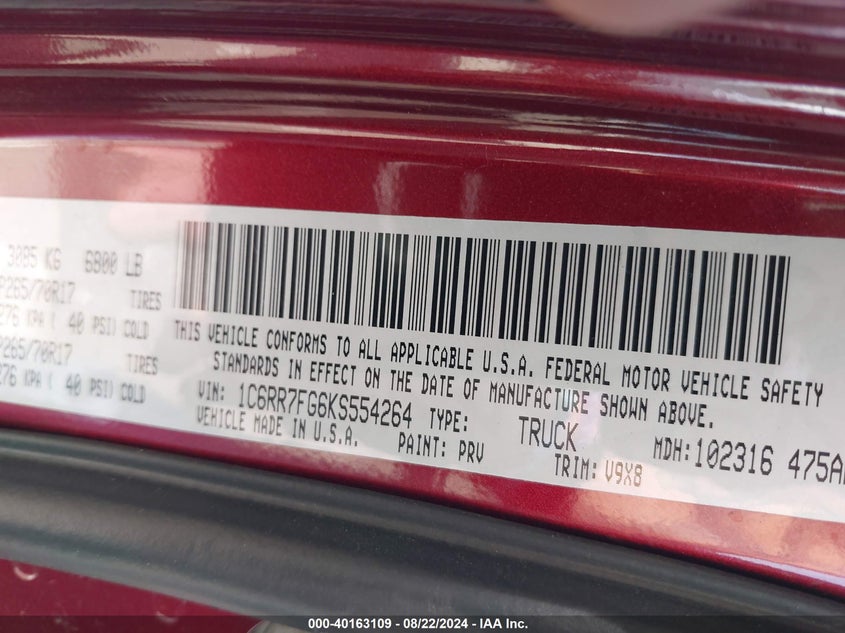 3085 KG 6800 LB
P265/70R17 TIRES
276 KPA ( 40 PSI) COLD
P265/70R17 TIRES
276 KPA ( 40 PSI) COLD
THIS VEHICLE CONFORMS TO ALL APPLICABLE U.S.A. FEDERAL MOTOR VEHICLE SAFETY
STANDARDS IN EFFECT ON THE DATE OF MANUFACTURE SHOWN ABOVE.
VIN: 1C6RR7FG6KS554264 TYPE: TRUCK MDH:102316 475A
VEHICLE MADE IN U.S.A. PAINT: PRV TRIM: V9X8
000-40163109 - 08/22/2024 - IAA Inc.